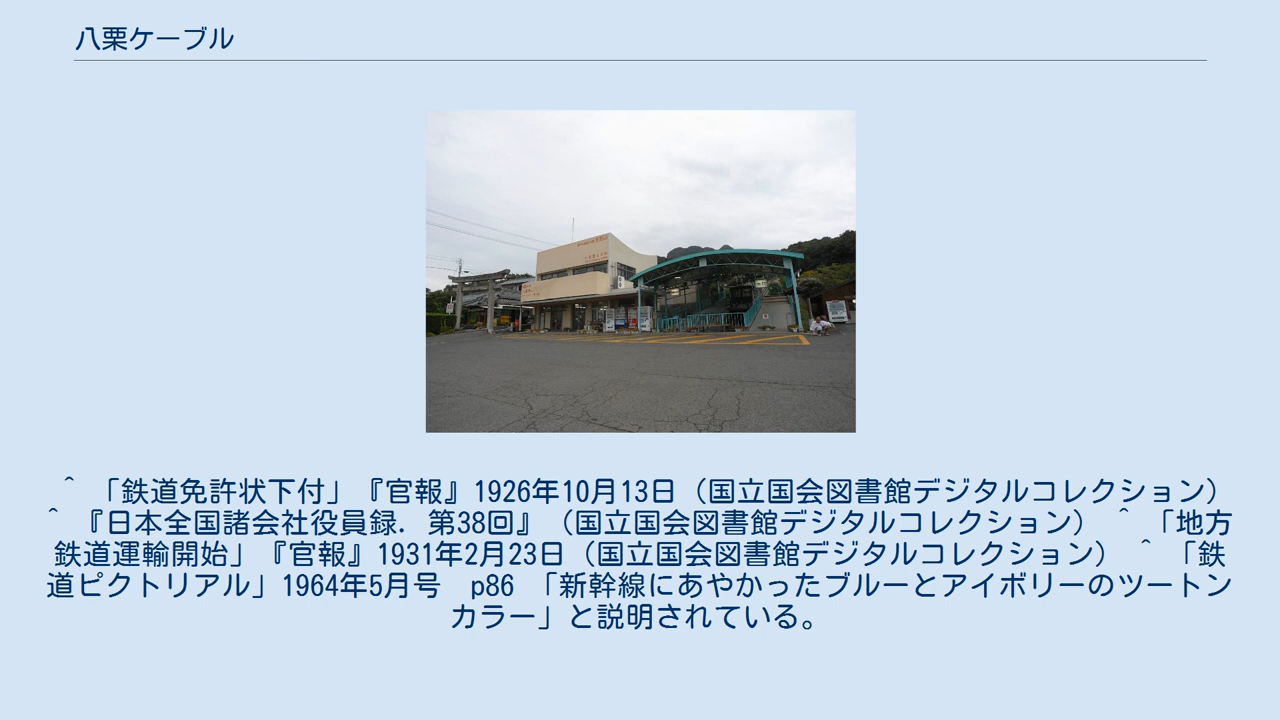 八栗ケーブル
^ 「鉄道免許状下付」『官報』1926年10月13日（国立国会図書館デジタルコレクション）
^ 『日本全国諸会社役員録. 第38回』（国立国会図書館デジタルコレクション） ^ 「地方
鉄道運輸開始」『官報』1931年2月23日（国立国会図書館デジタルコレクション） ^ 「鉄
道ピクトリアル」1964年5月号　p86 「新幹線にあやかったブルーとアイボリーのツートン
カラー」と説明されている。